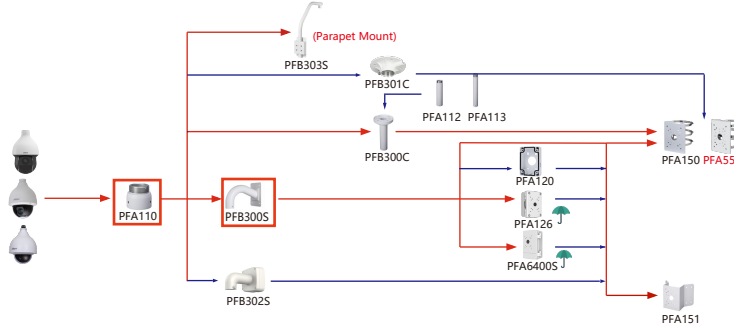 (Parapet Mount)
PFB303S
PFB301C
PFA112
PFA113
PFB300C
PFA150
PFA55
PFA120
PFA110
PFB300S
PFA126
PFA6400S
PFB302S
PFA151